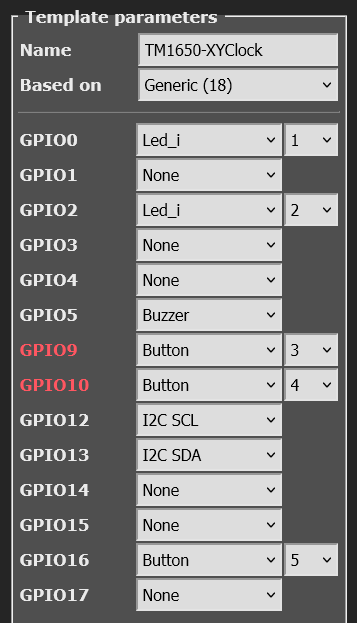 Template parameters
Name TM1650-XYClock
Based on Generic (18)
GPIO0 Led_i 1
GPIO1 None
GPIO2 Led_i 2
GPIO3 None
GPIO4 None
GPIO5 Buzzer
GPIO9 Button 3
GPIO10 Button 4
GPIO12 I2C SCL
GPIO13 I2C SDA
GPIO14 None
GPIO15 None
GPIO16 Button 5
GPIO17 None